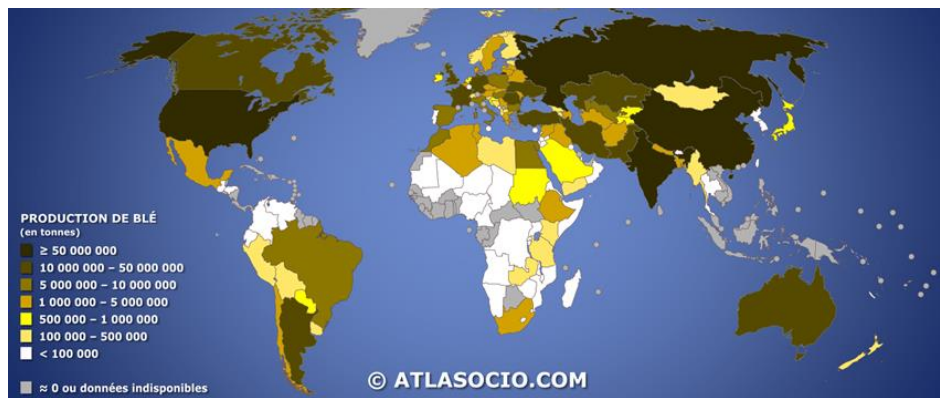 PRODUCTION DE BLÉ
(en tonnes)
≥ 50 000 000
10 000 000 – 50 000 000
5 000 000 – 10 000 000
1 000 000 – 5 000 000
500 000 – 1 000 000
100 000 – 500 000
< 100 000
≈ 0 ou données indisponibles
© ATLASOCIO.COM